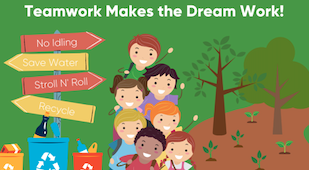 Teamwork Makes the Dream Work!
No Idling
Save Water
Stroll N' Roll
Recycle